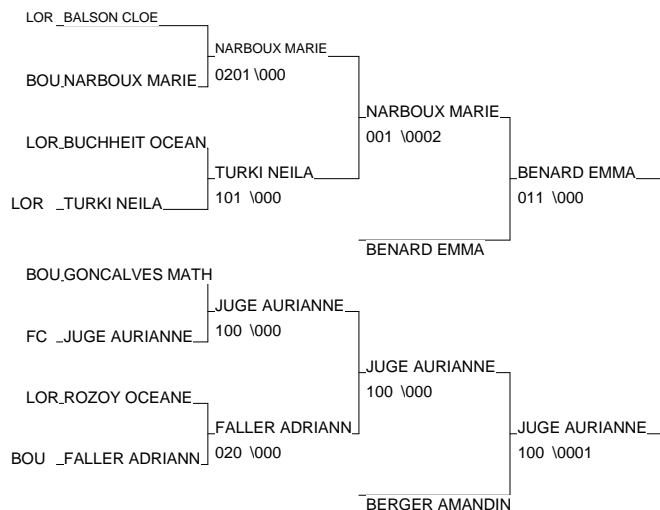 LOR BALSON CLOE
NARBOUX MARIE
BOU NARBOUX MARIE
0201 \000
NARBOUX MARIE
LOR BUCHHEIT OCEAN
001 \0002
TURKI NEILA
BENARD EMMA
101 \000
011 \000
LOR TURKI NEILA
BENARD EMMA
BOU GONCALVES MATH
JUGE AURIANNE
100 \000
FC JUGE AURIANNE
JUGE AURIANNE
100 \000
LOR ROZOY OCEANE
FALLER ADRIANN
JUGE AURIANNE
020 \000
100 \0001
BOU FALLER ADRIANN
BERGER AMANDIN